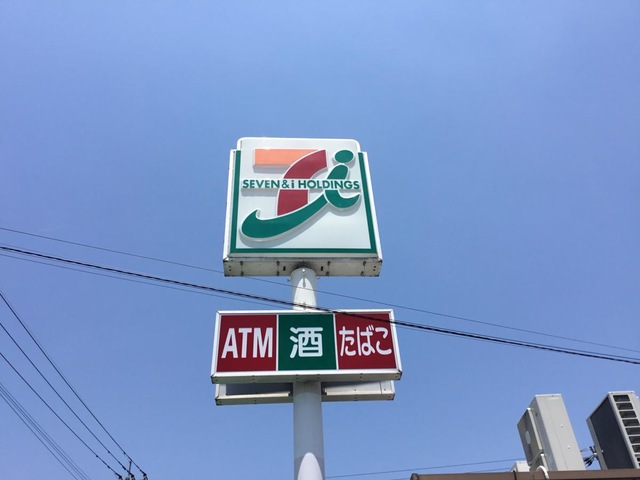 SEVEN & i HOLDINGS
ATM 酒 たばこ